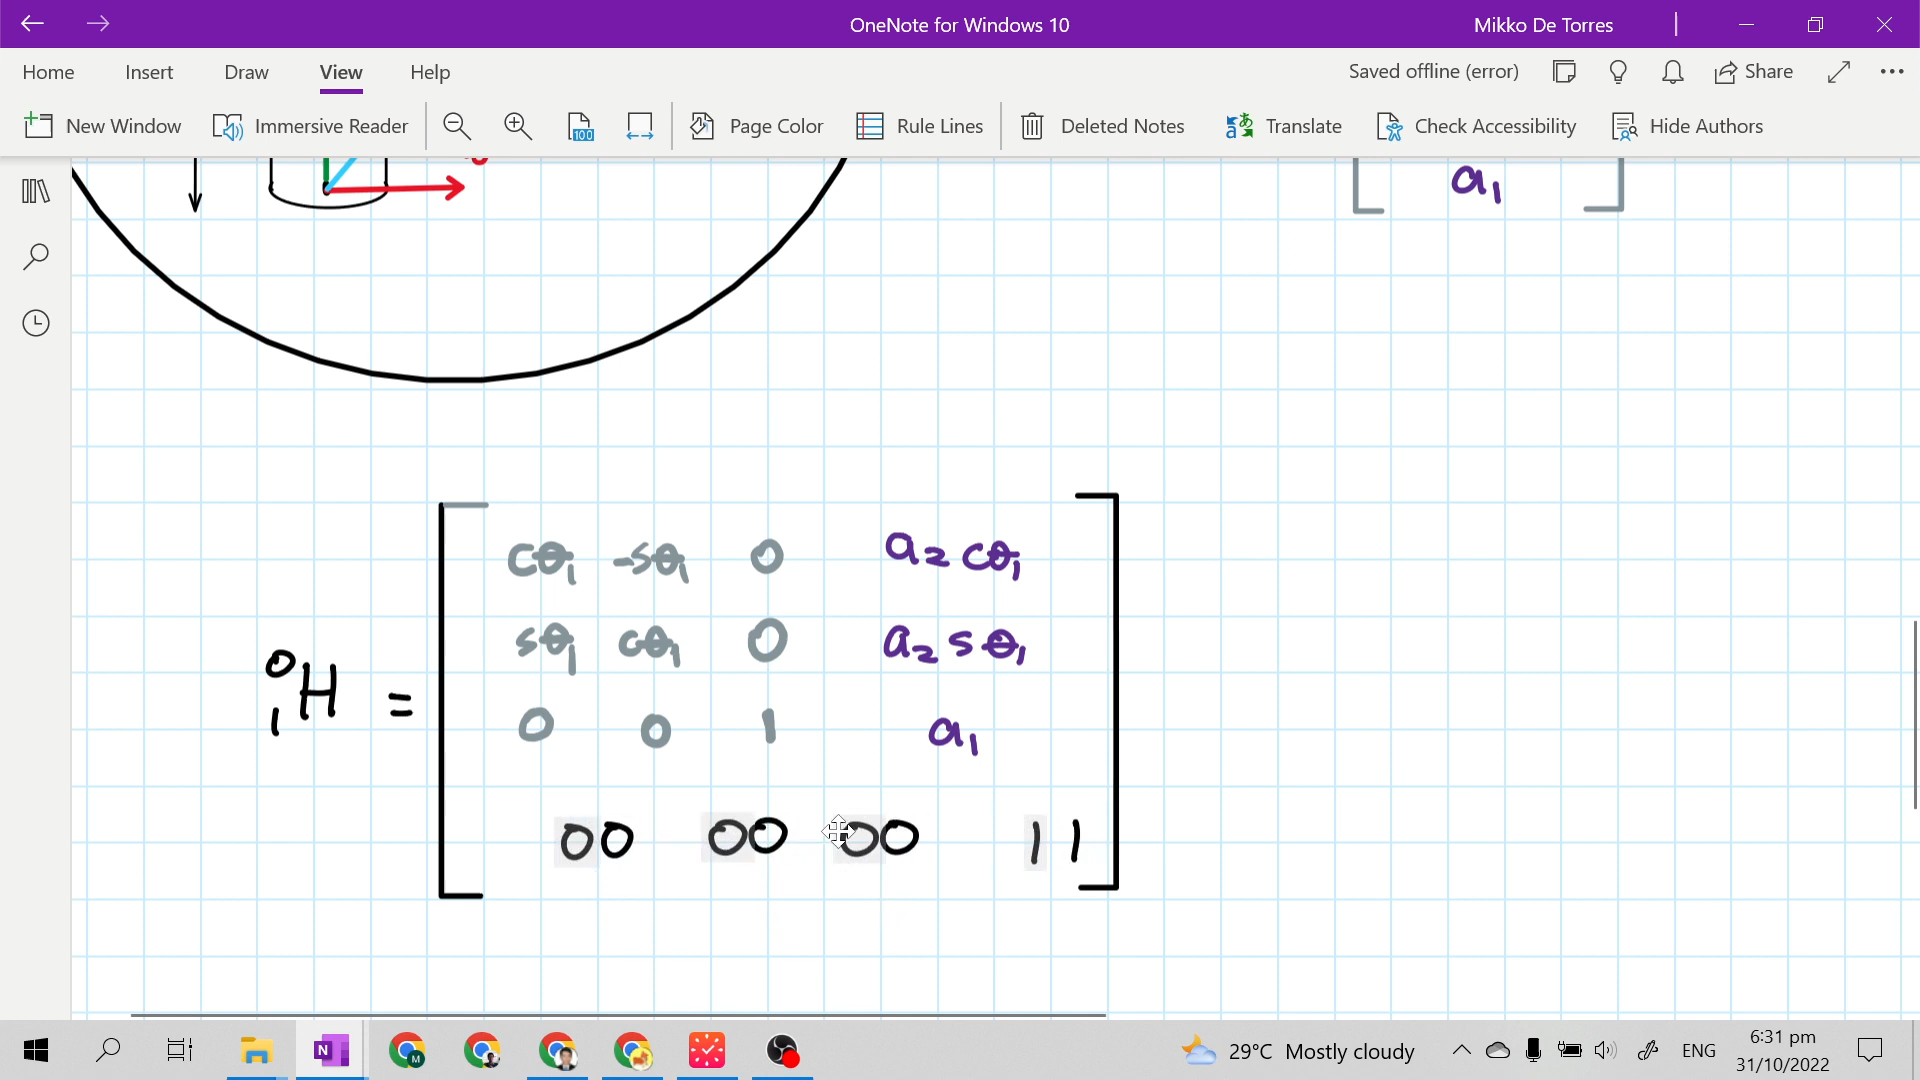 OneNote for Windows 10
Mikko De Torres
Home Insert Draw View Help
Saved offline (error)
Share
New Window Immersive Reader 100 Page Color Rule Lines Deleted Notes Translate Check Accessibility Hide Authors
a₁
cθ₁ -sθ₁ 0 a₂cθ₁
sθ₁ cθ₁ 0 a₂sθ₁
⁰₁H =
0 0 1 a₁
00 00 00 11
29°C Mostly cloudy
ENG
6:31 pm
31/10/2022